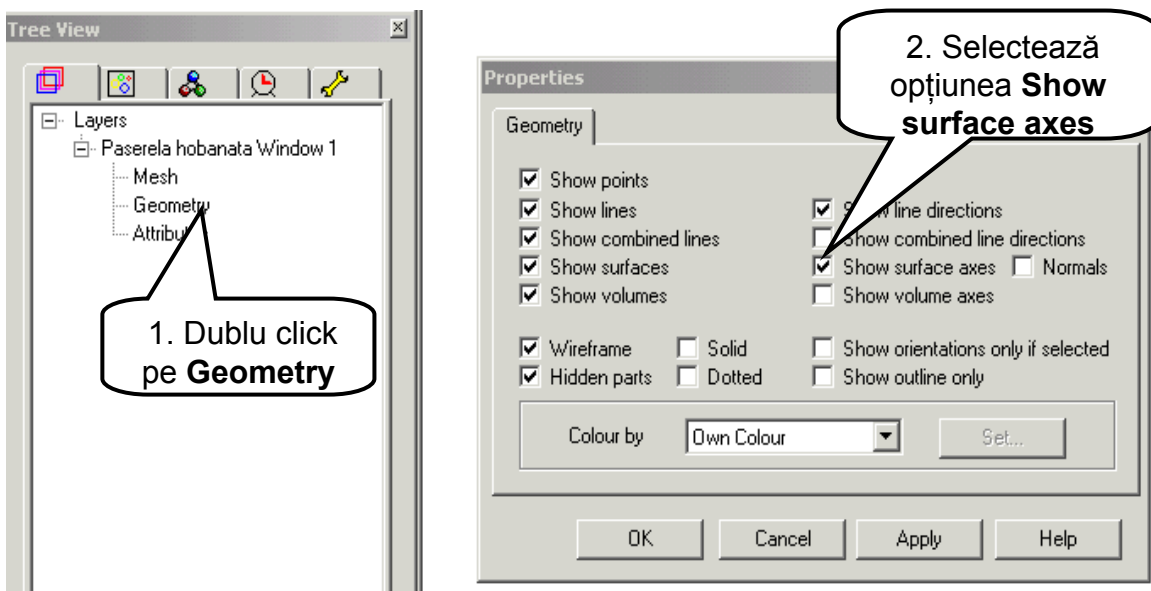 Tree View
Layers
Paserela hobanata Window 1
Mesh
Geometry
1. Dublu click
pe Geometry
2. Selectează
opțiunea Show
surface axes
Properties
Geometry
Show points
Show lines
Show line directions
Show combined lines
Show combined line directions
Show surfaces
Show surface axes Normals
Show volumes
Show volume axes
Wireframe Solid Show orientations only if selected
Hidden parts Dotted Show outline only
Colour by Own Colour Set...
OK Cancel Apply Help